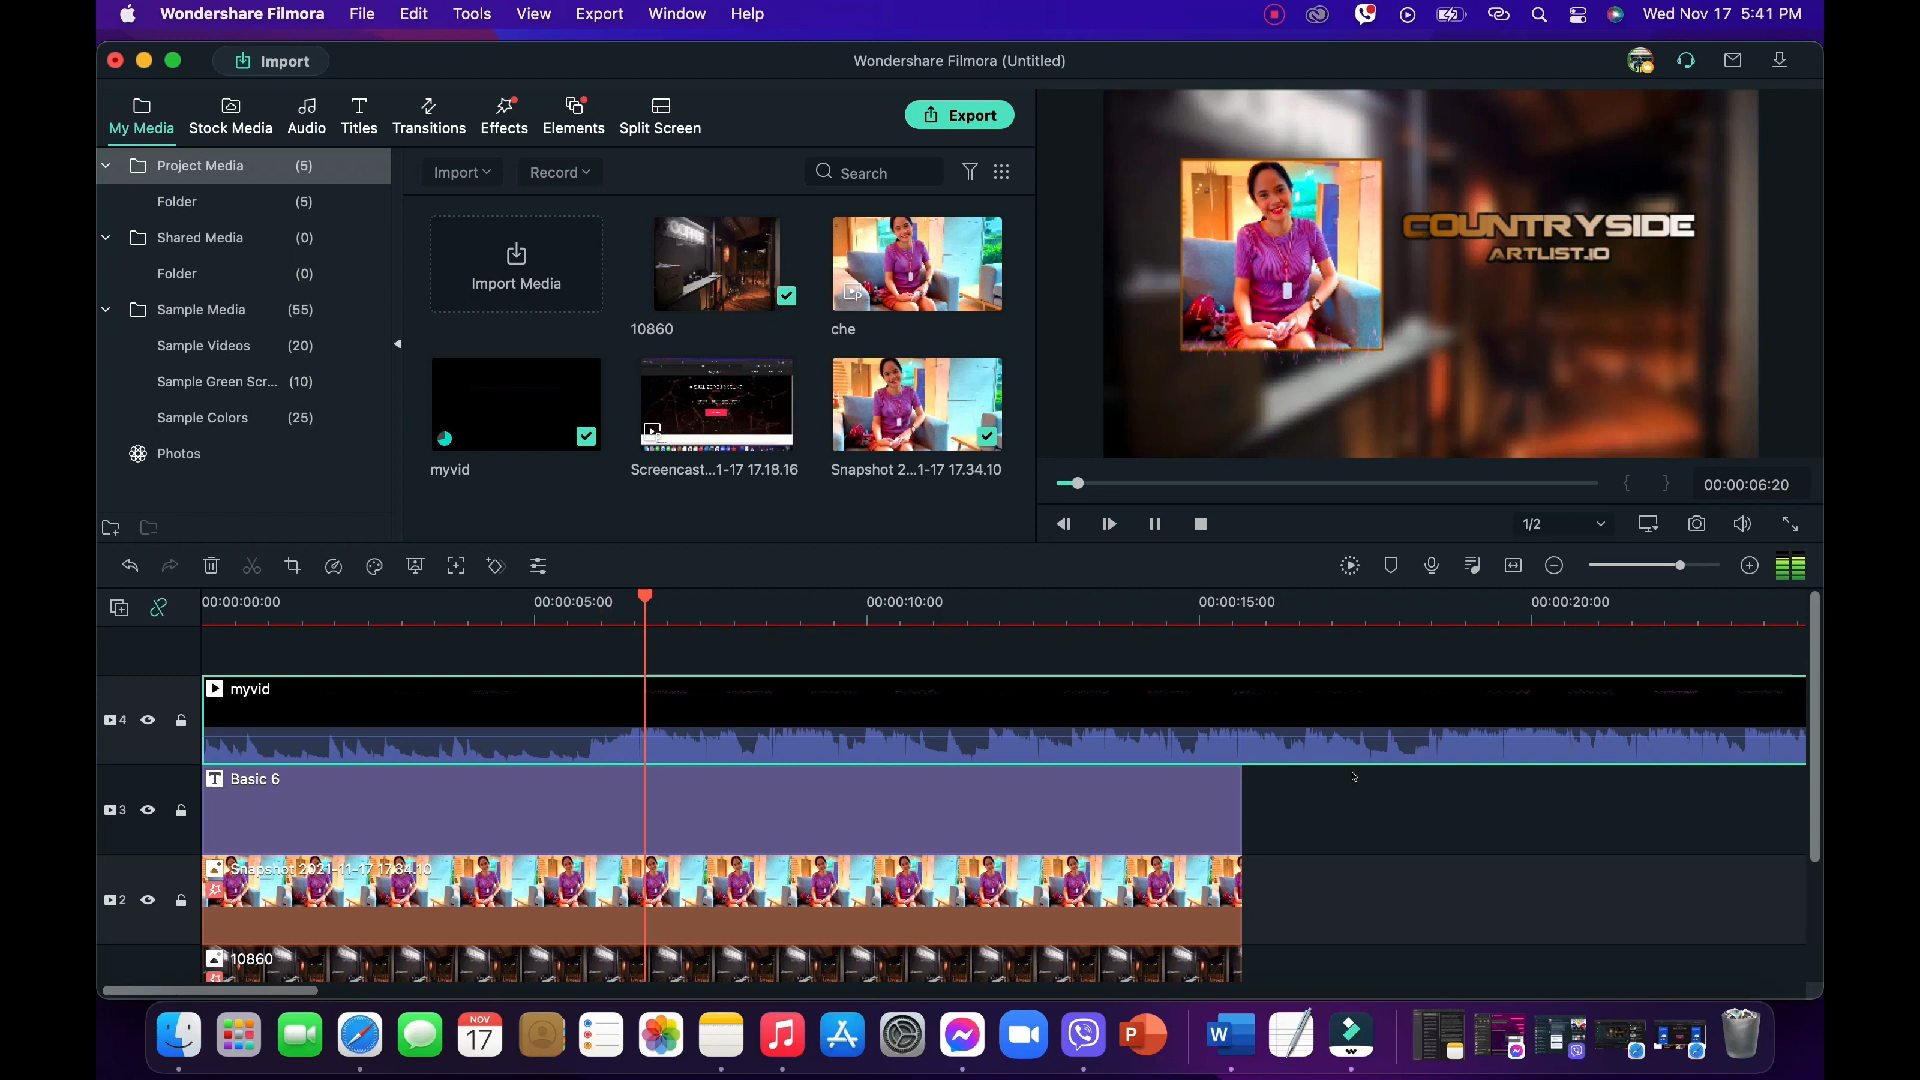 Wondershare Filmora File Edit Tools View Export Window Help
Wed Nov 17 5:41 PM
Import
Wondershare Filmora (Untitled)
My Media Stock Media Audio Titles Transitions Effects Elements Split Screen
Export
Project Media (5)
Folder (5)
Shared Media (0)
Folder (0)
Sample Media (55)
Sample Videos (20)
Sample Green Scr... (10)
Sample Colors (25)
Photos
Import Record Search
Import Media
COFFEE
10860
che
myvid
Screencast...1-17 17.18.16
Snapshot 2...1-17 17.34.10
COUNTRYSIDE
ARTLIST.IO
{ } 00:00:06:20
1/2
00:00:00:00 00:00:05:00 00:00:10:00 00:00:15:00 00:00:20:00
myvid
4
T Basic 6
3
Snapshot 2021-11-17 17.34.10
2
10860
NOV
17
P
W